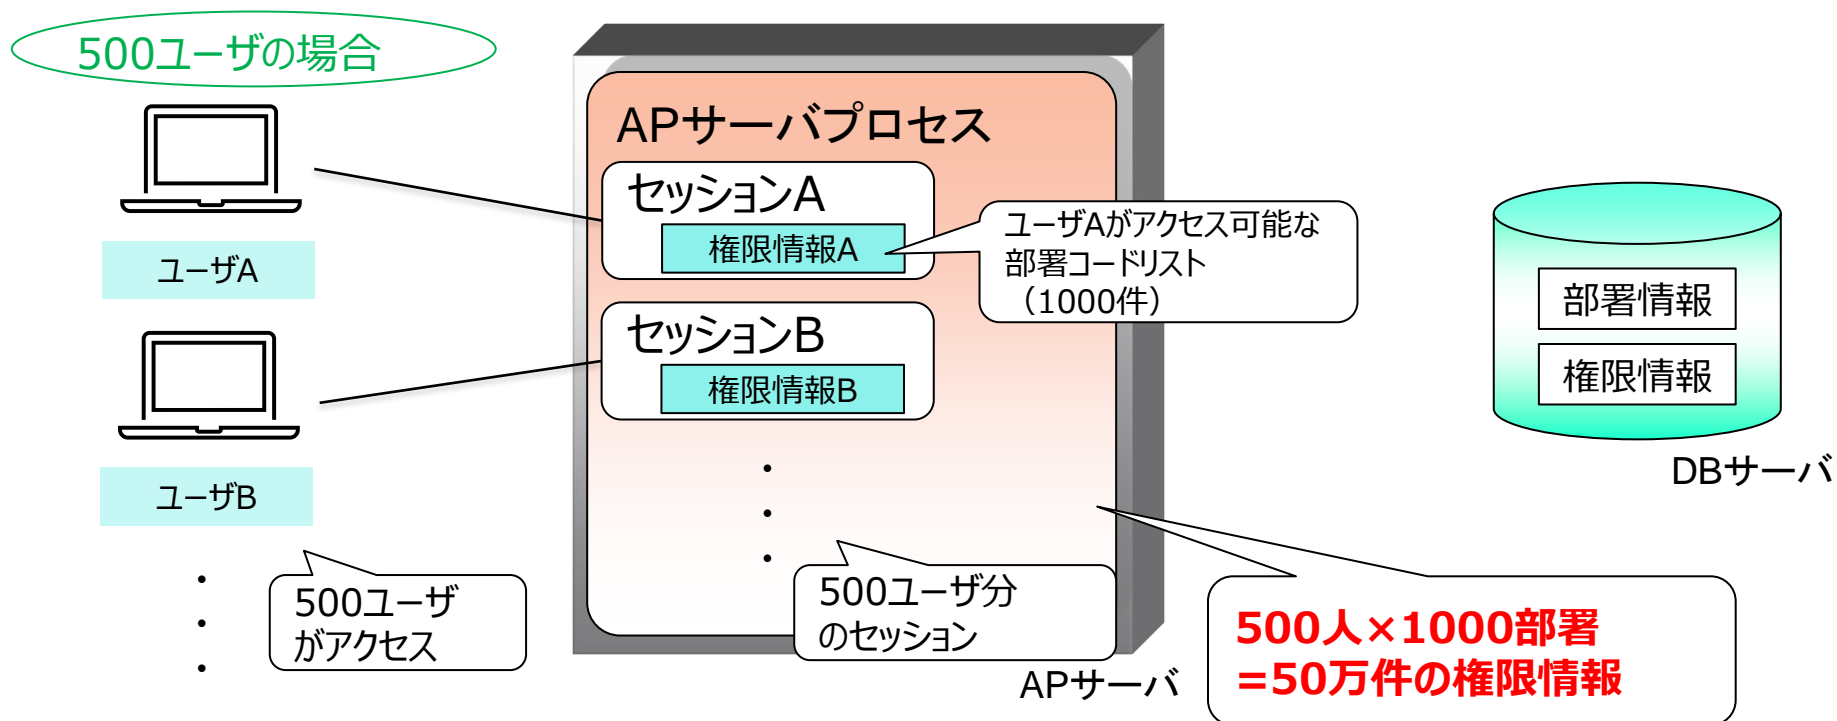 500ユーザの場合
APサーバプロセス
セッションA
権限情報A
ユーザAがアクセス可能な
部署コードリスト
（1000件）
ユーザA
セッションB
権限情報B
ユーザB
部署情報
権限情報
DBサーバ
・
・
・
・
・
・
500ユーザ
がアクセス
500ユーザ分
のセッション
500人×1000部署
=50万件の権限情報
APサーバ